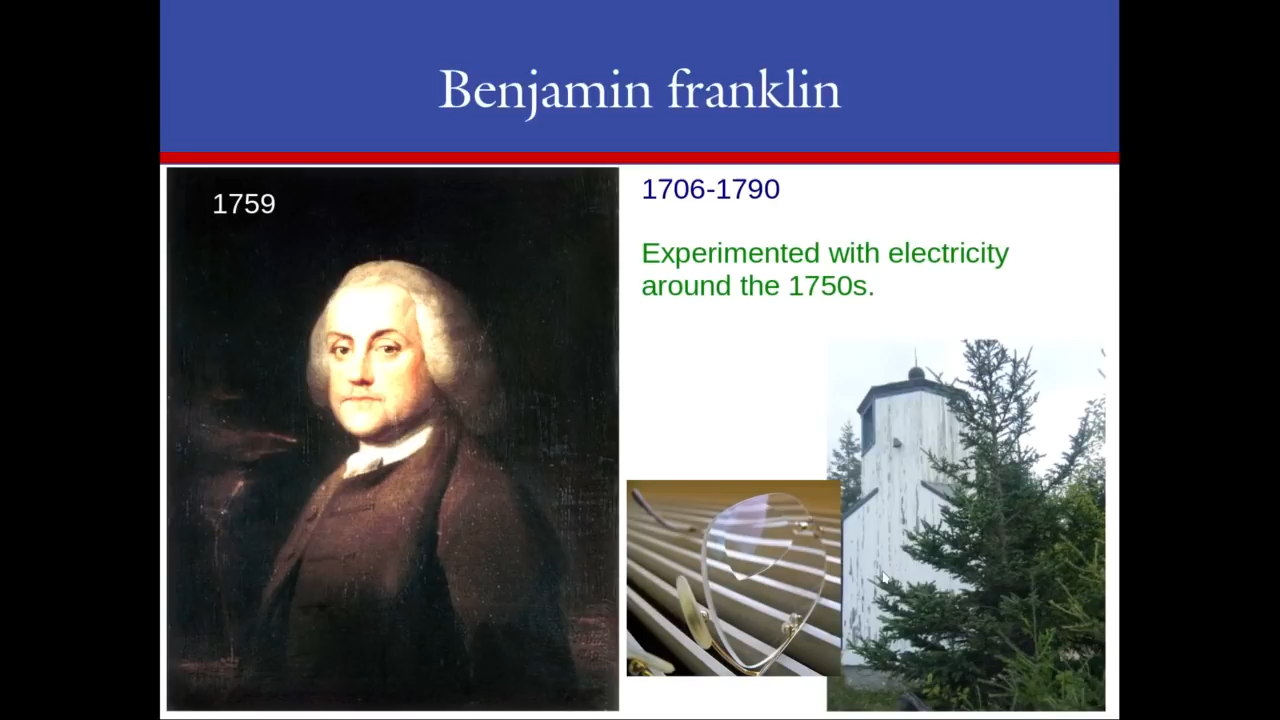 Benjamin franklin
1759
1706-1790
Experimented with electricity
around the 1750s.